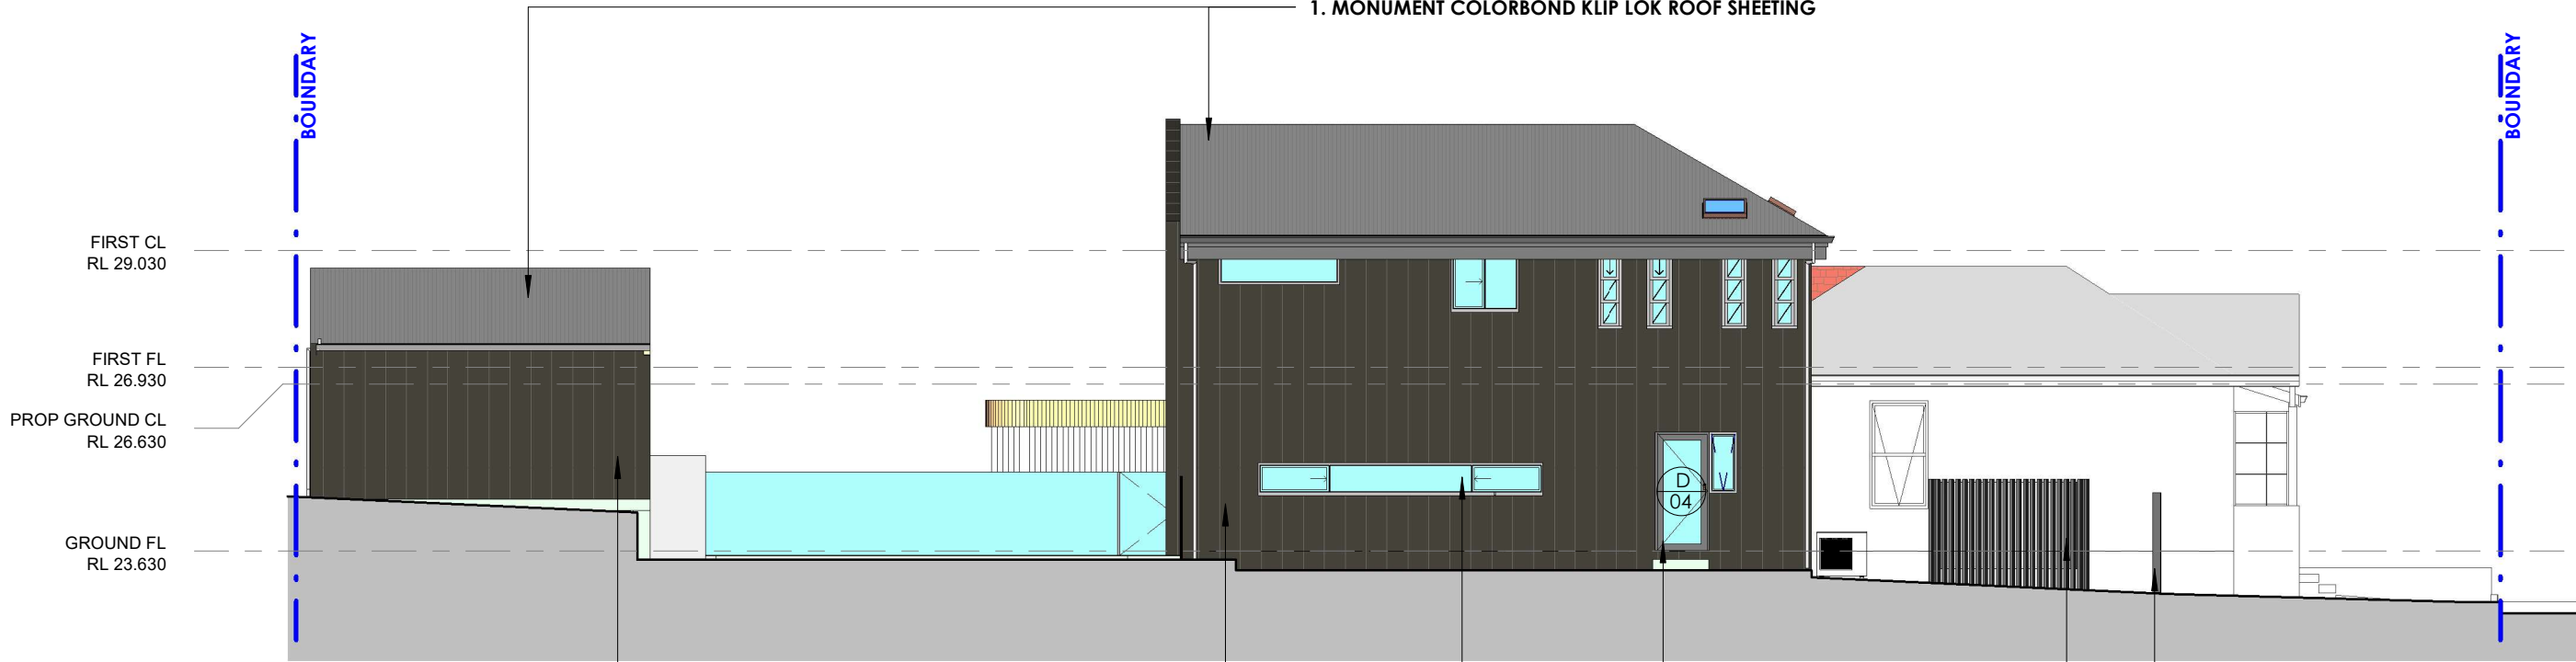 1. MONUMENT COLORBOND KLIP LOK ROOF SHEETING
BOUNDARY
BOUNDARY
FIRST CL
RL 29.030
FIRST FL
RL 26.930
PROP GROUND CL
RL 26.630
GROUND FL
RL 23.630
D
04